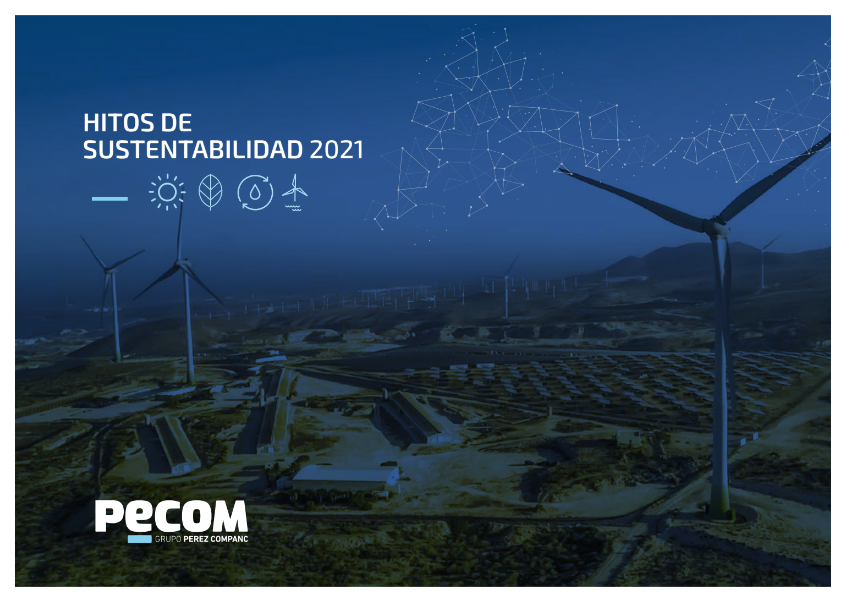 HITOS DE
SUSTENTABILIDAD 2021
PeCOM
GRUPO PEREZ COMPANC